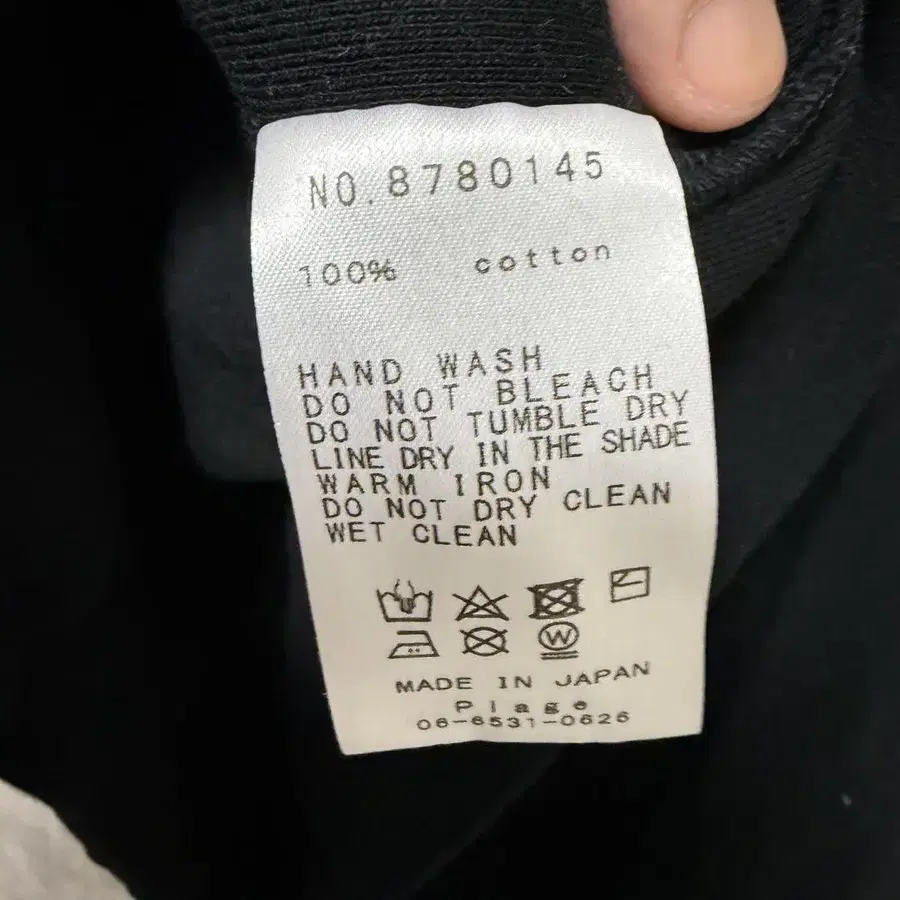 NO.8780145
100% cotton
HAND WASH
DO NOT BLEACH
DO NOT TUMBLE DRY
LINE DRY IN THE SHADE
WARM IRON
DO NOT DRY CLEAN
WET CLEAN
W
MADE IN JAPAN
Plage
06-6531-0626